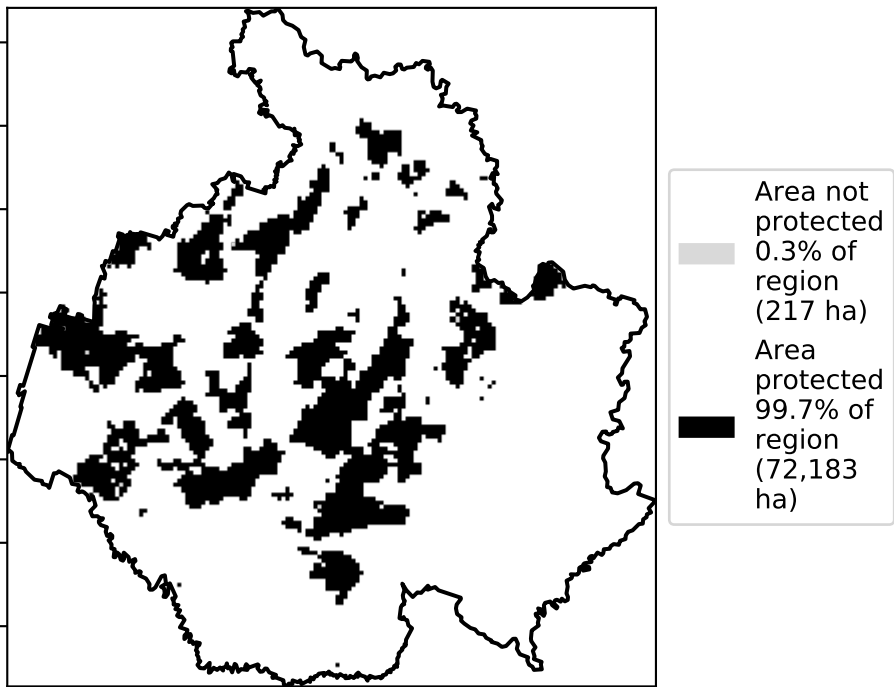 Area not
protected
0.3% of
region
(217 ha)
Area
protected
99.7% of
region
(72,183
ha)